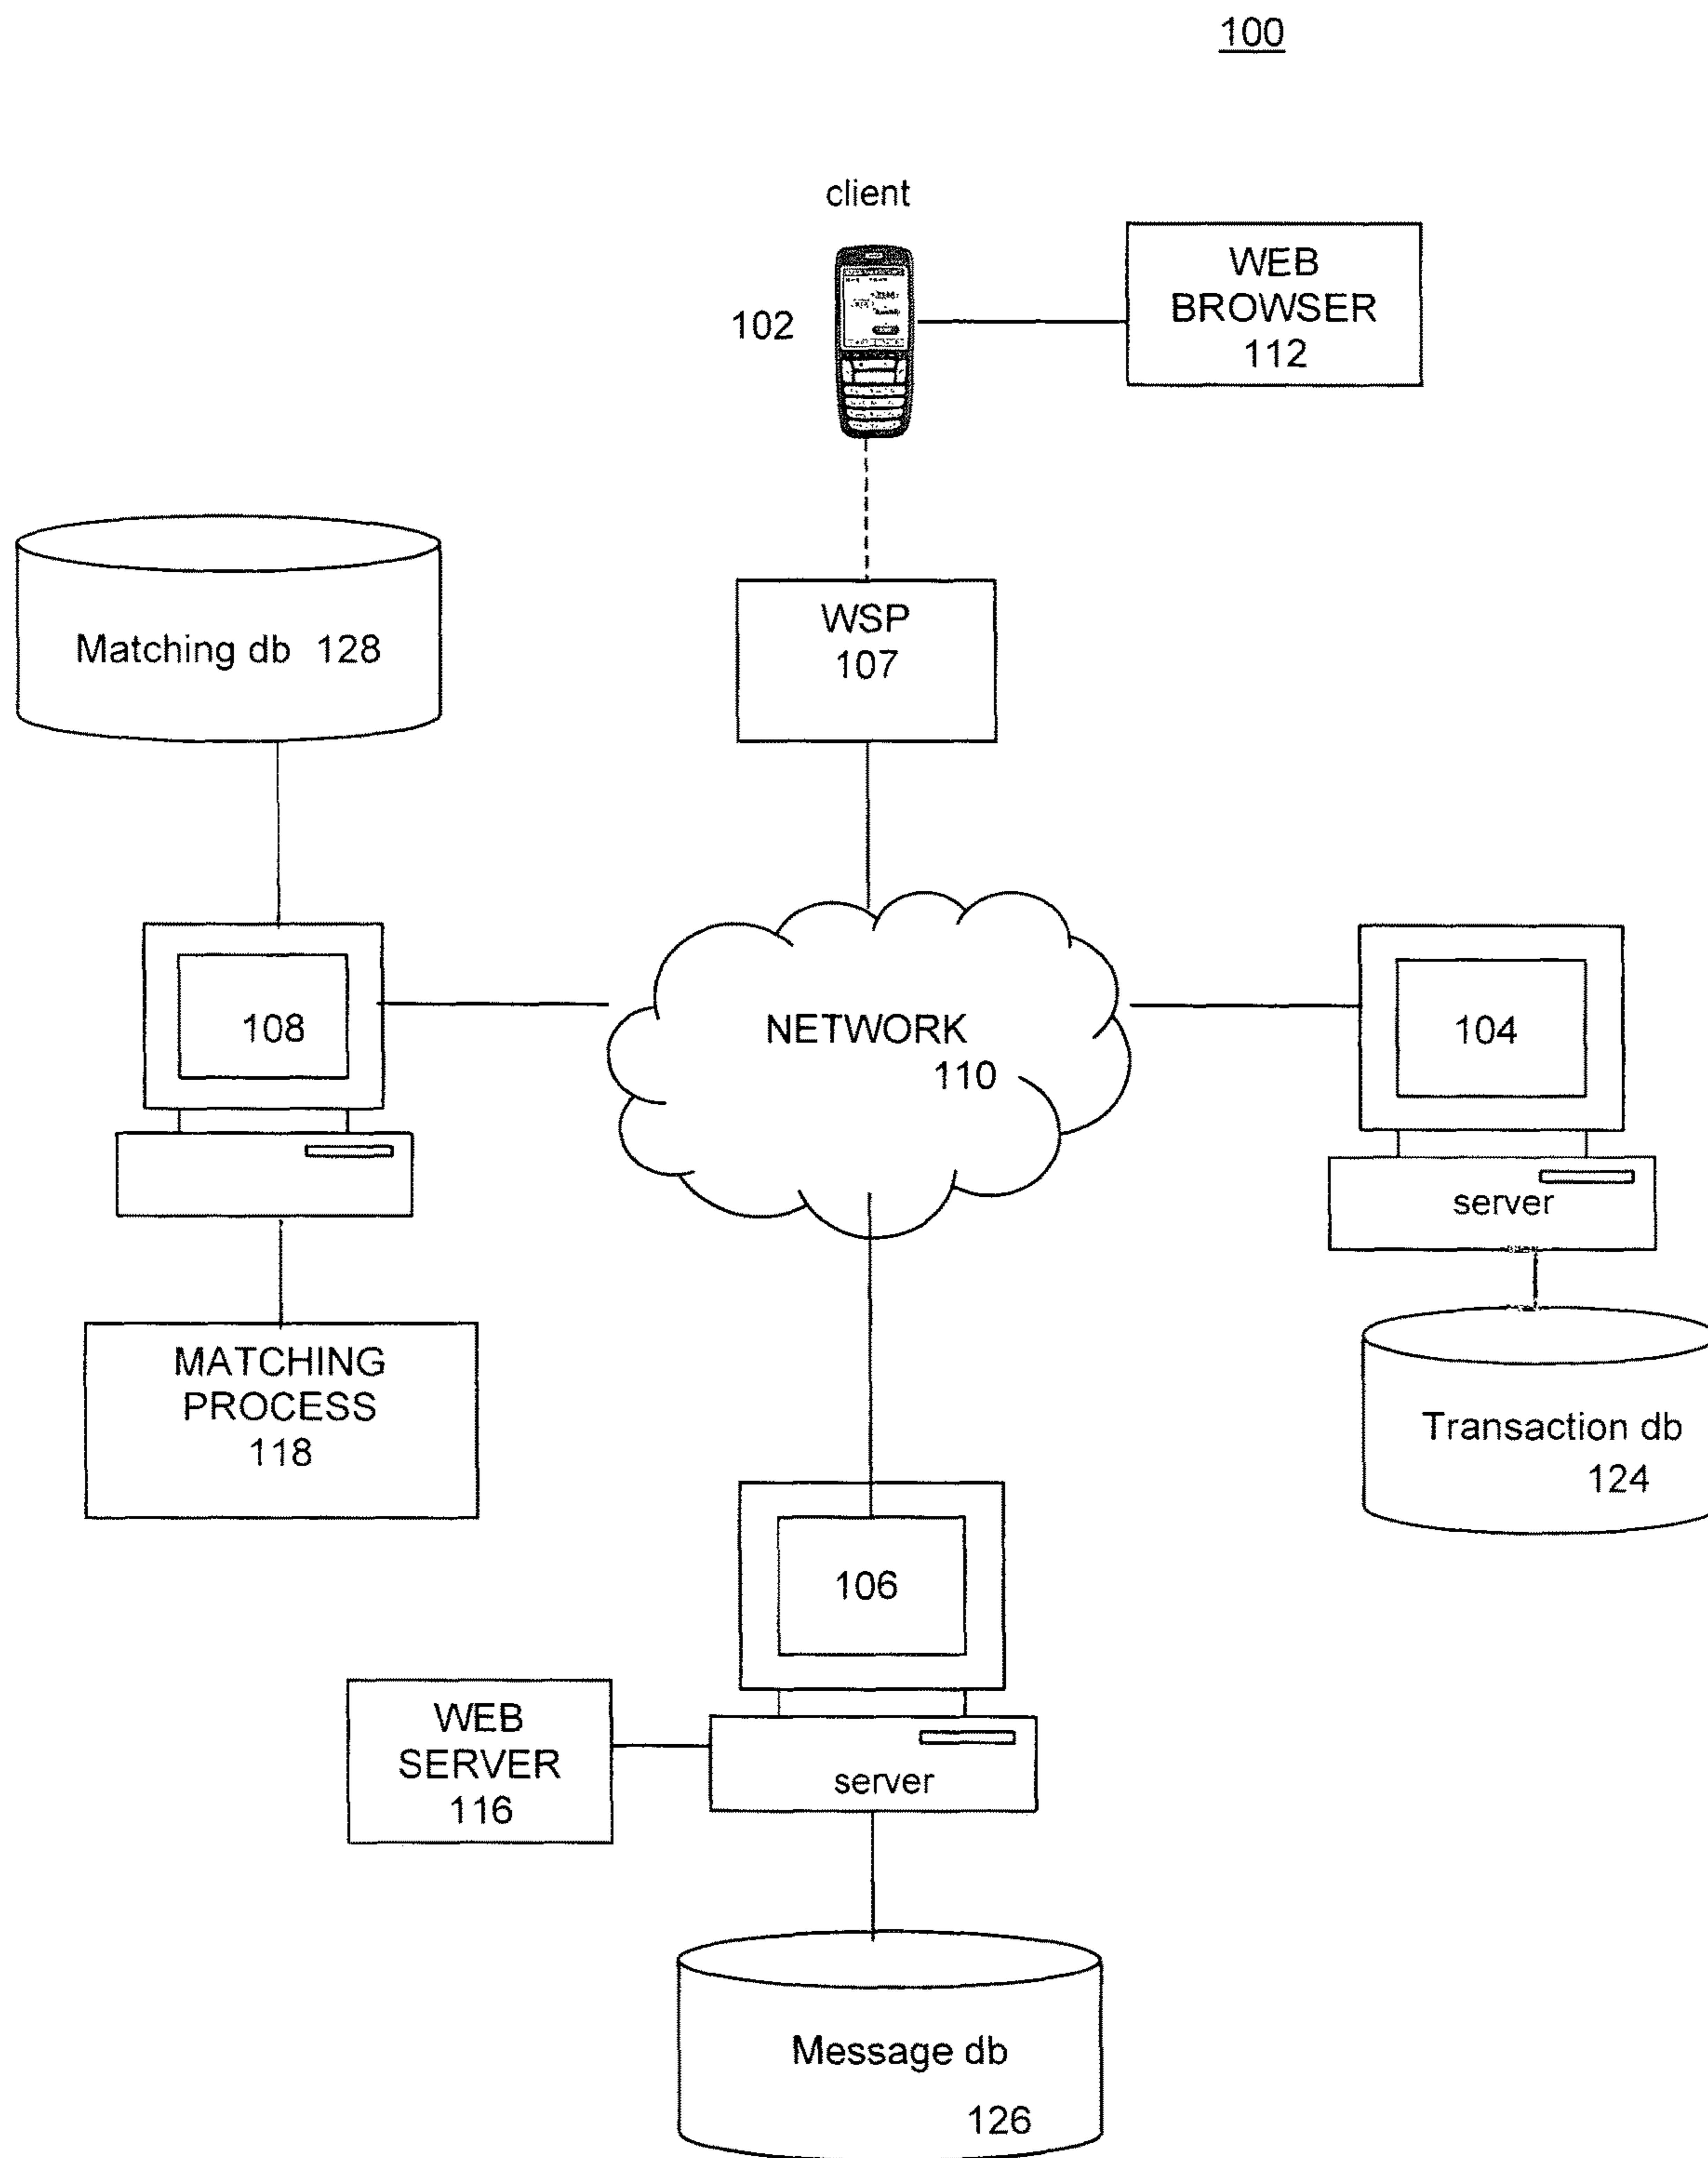 100
client
102
WEB
BROWSER
112
WSP
107
Matching db 128
108
NETWORK
110
104
server
MATCHING
PROCESS
118
Transaction db
124
106
WEB
SERVER
116
server
Message db
126